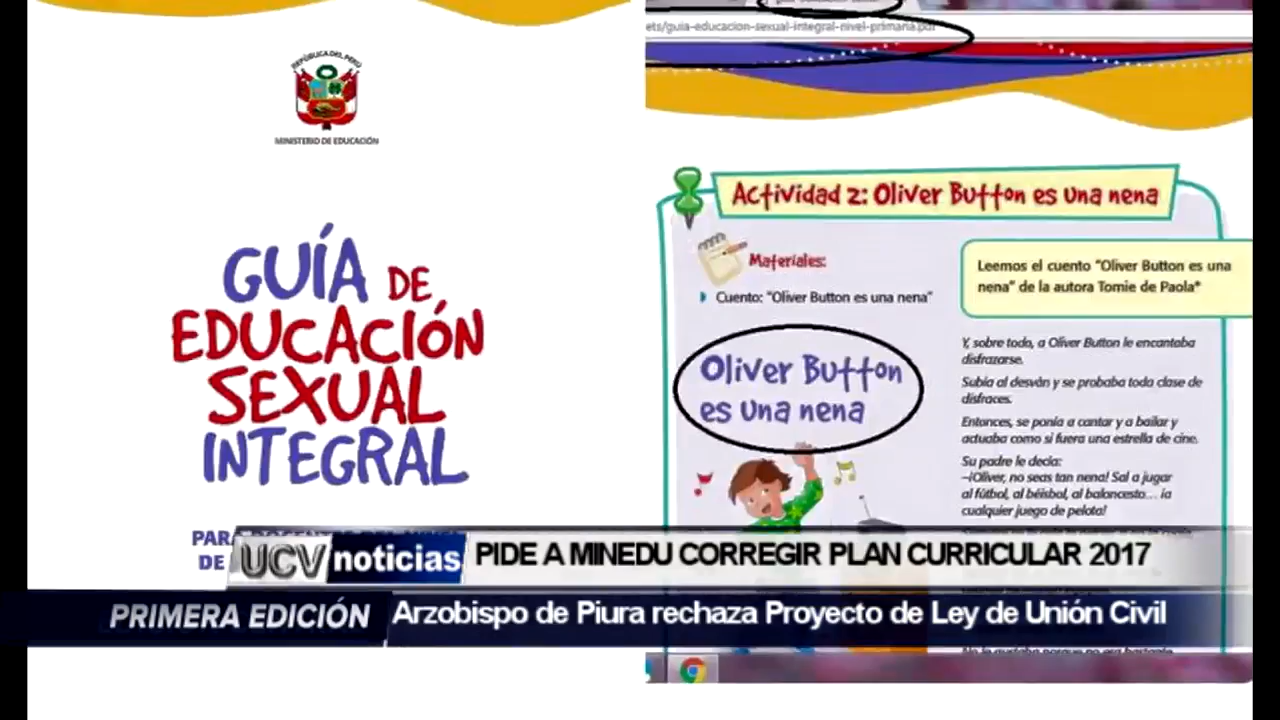 REPÚBLICA DEL PERÚ
MINISTERIO DE EDUCACIÓN
GUÍA DE
EDUCACIÓN
SEXUAL
INTEGRAL
DE
ets/guia-educacion-sexual-integral-nivel-primaria.pdf
Actividad 2: Oliver Button es una nena
Materiales:
Cuento: "Oliver Button es una nena"
Leemos el cuento "Oliver Button es una
nena" de la autora Tomie de Paola*
Oliver Button
es una nena
Y, sobre todo, a Oliver Button le encantaba
disfrazarse.
Subía al desván y se probaba toda clase de
disfraces.
Entonces, se ponía a cantar y a bailar y
actuaba como si fuera una estrella de cine.
Su padre le decía:
–¡Oliver, no seas tan nena! Sal a jugar
al fútbol, al béisbol, al baloncesto... ¡a
cualquier juego de pelota!
UCV noticias PIDE A MINEDU CORREGIR PLAN CURRICULAR 2017
PRIMERA EDICIÓN Arzobispo de Piura rechaza Proyecto de Ley de Unión Civil